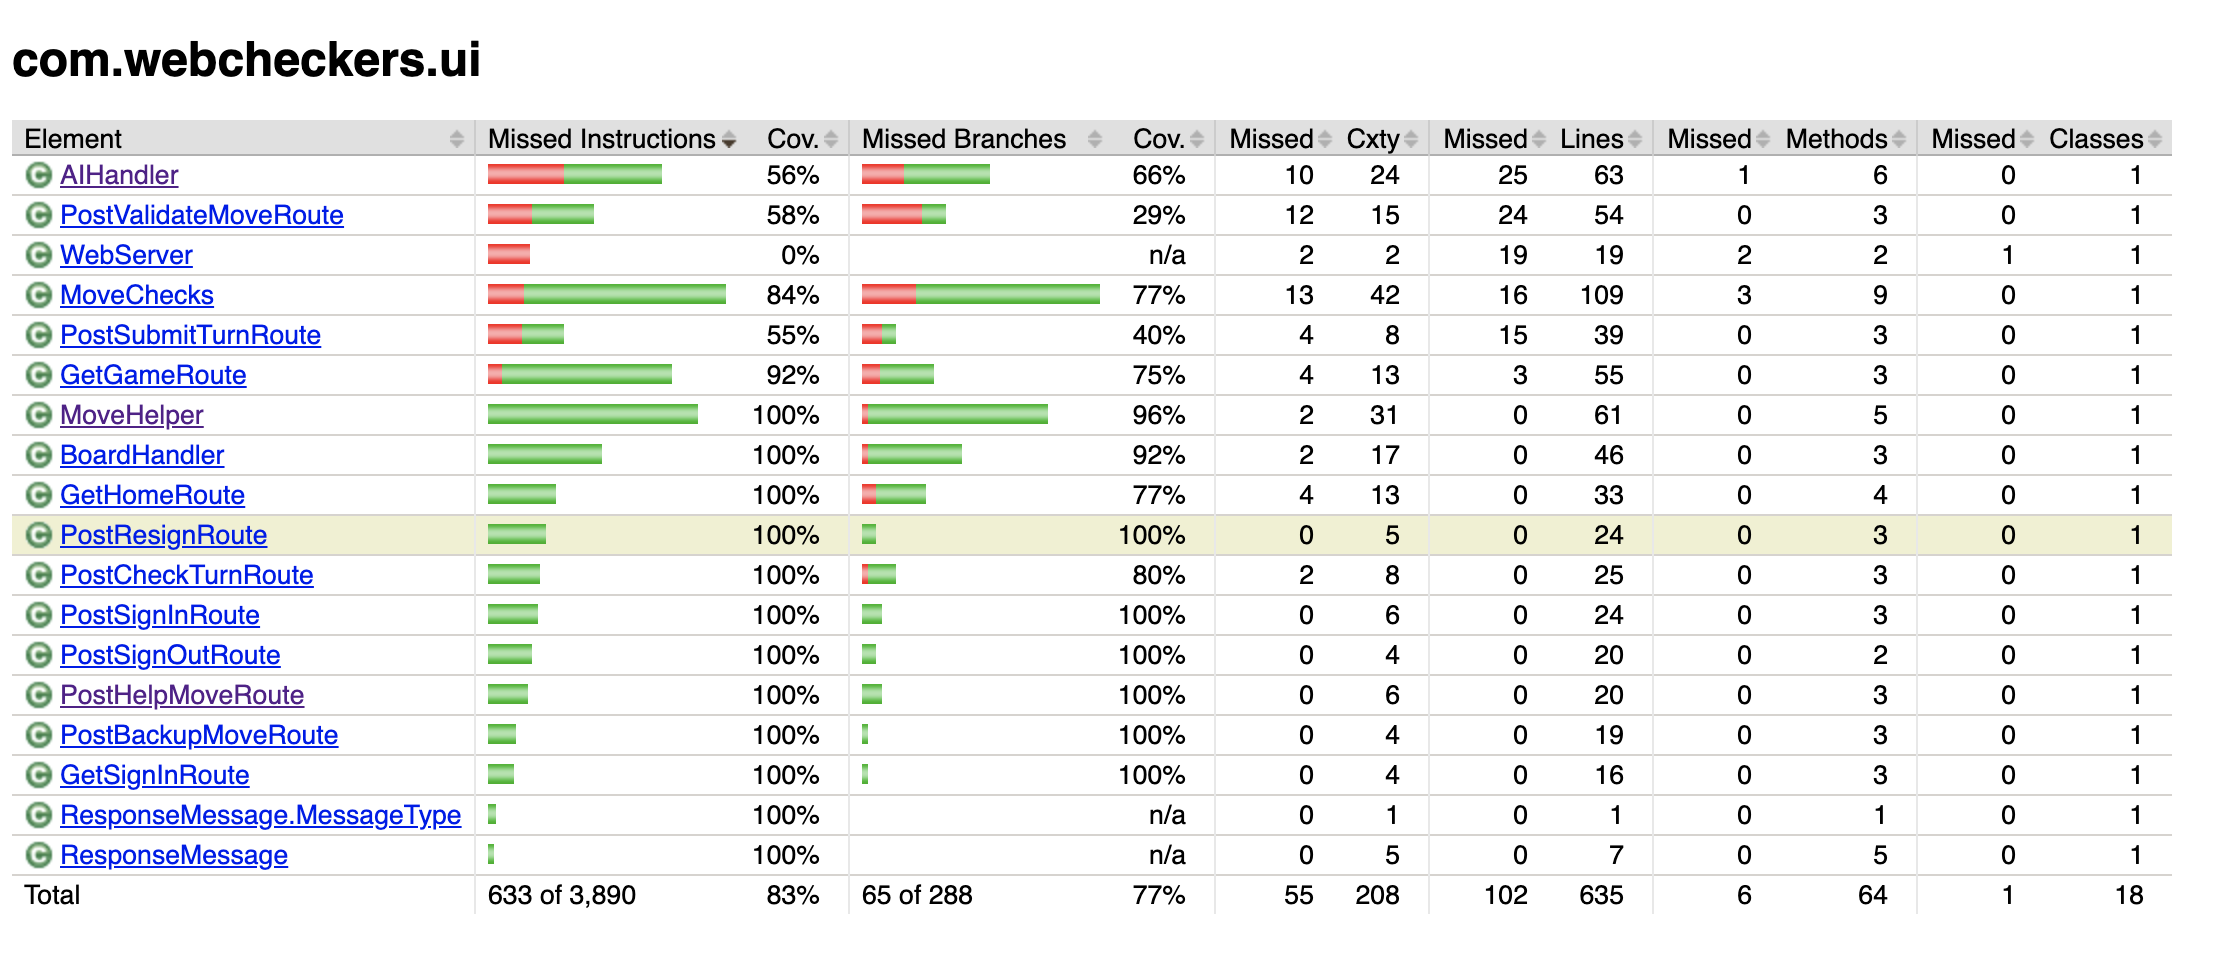 com.webcheckers.ui
Element Missed Instructions Cov. Missed Branches Cov. Missed Cxty Missed Lines Missed Methods Missed Classes
C AIHandler 56% 66% 10 24 25 63 1 6 0 1
C PostValidateMoveRoute 58% 29% 12 15 24 54 0 3 0 1
C WebServer 0% n/a 2 2 19 19 2 2 1 1
C MoveChecks 84% 77% 13 42 16 109 3 9 0 1
C PostSubmitTurnRoute 55% 40% 4 8 15 39 0 3 0 1
C GetGameRoute 92% 75% 4 13 3 55 0 3 0 1
C MoveHelper 100% 96% 2 31 0 61 0 5 0 1
C BoardHandler 100% 92% 2 17 0 46 0 3 0 1
C GetHomeRoute 100% 77% 4 13 0 33 0 4 0 1
C PostResignRoute 100% 100% 0 5 0 24 0 3 0 1
C PostCheckTurnRoute 100% 80% 2 8 0 25 0 3 0 1
C PostSignInRoute 100% 100% 0 6 0 24 0 3 0 1
C PostSignOutRoute 100% 100% 0 4 0 20 0 2 0 1
C PostHelpMoveRoute 100% 100% 0 6 0 20 0 3 0 1
C PostBackupMoveRoute 100% 100% 0 4 0 19 0 3 0 1
C GetSignInRoute 100% 100% 0 4 0 16 0 3 0 1
C ResponseMessage.MessageType 100% n/a 0 1 0 1 0 1 0 1
C ResponseMessage 100% n/a 0 5 0 7 0 5 0 1
Total 633 of 3,890 83% 65 of 288 77% 55 208 102 635 6 64 1 18